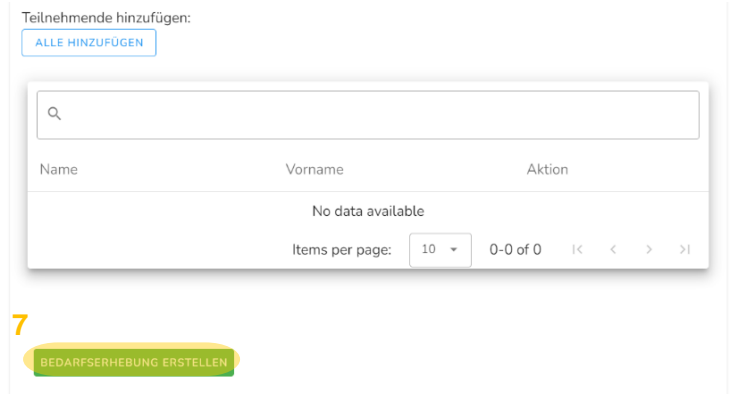 Teilnehmende hinzufügen:
ALLE HINZUFÜGEN
Name Vorname Aktion
No data available
Items per page: 10 0-0 of 0
7
BEDARFSERHEBUNG ERSTELLEN